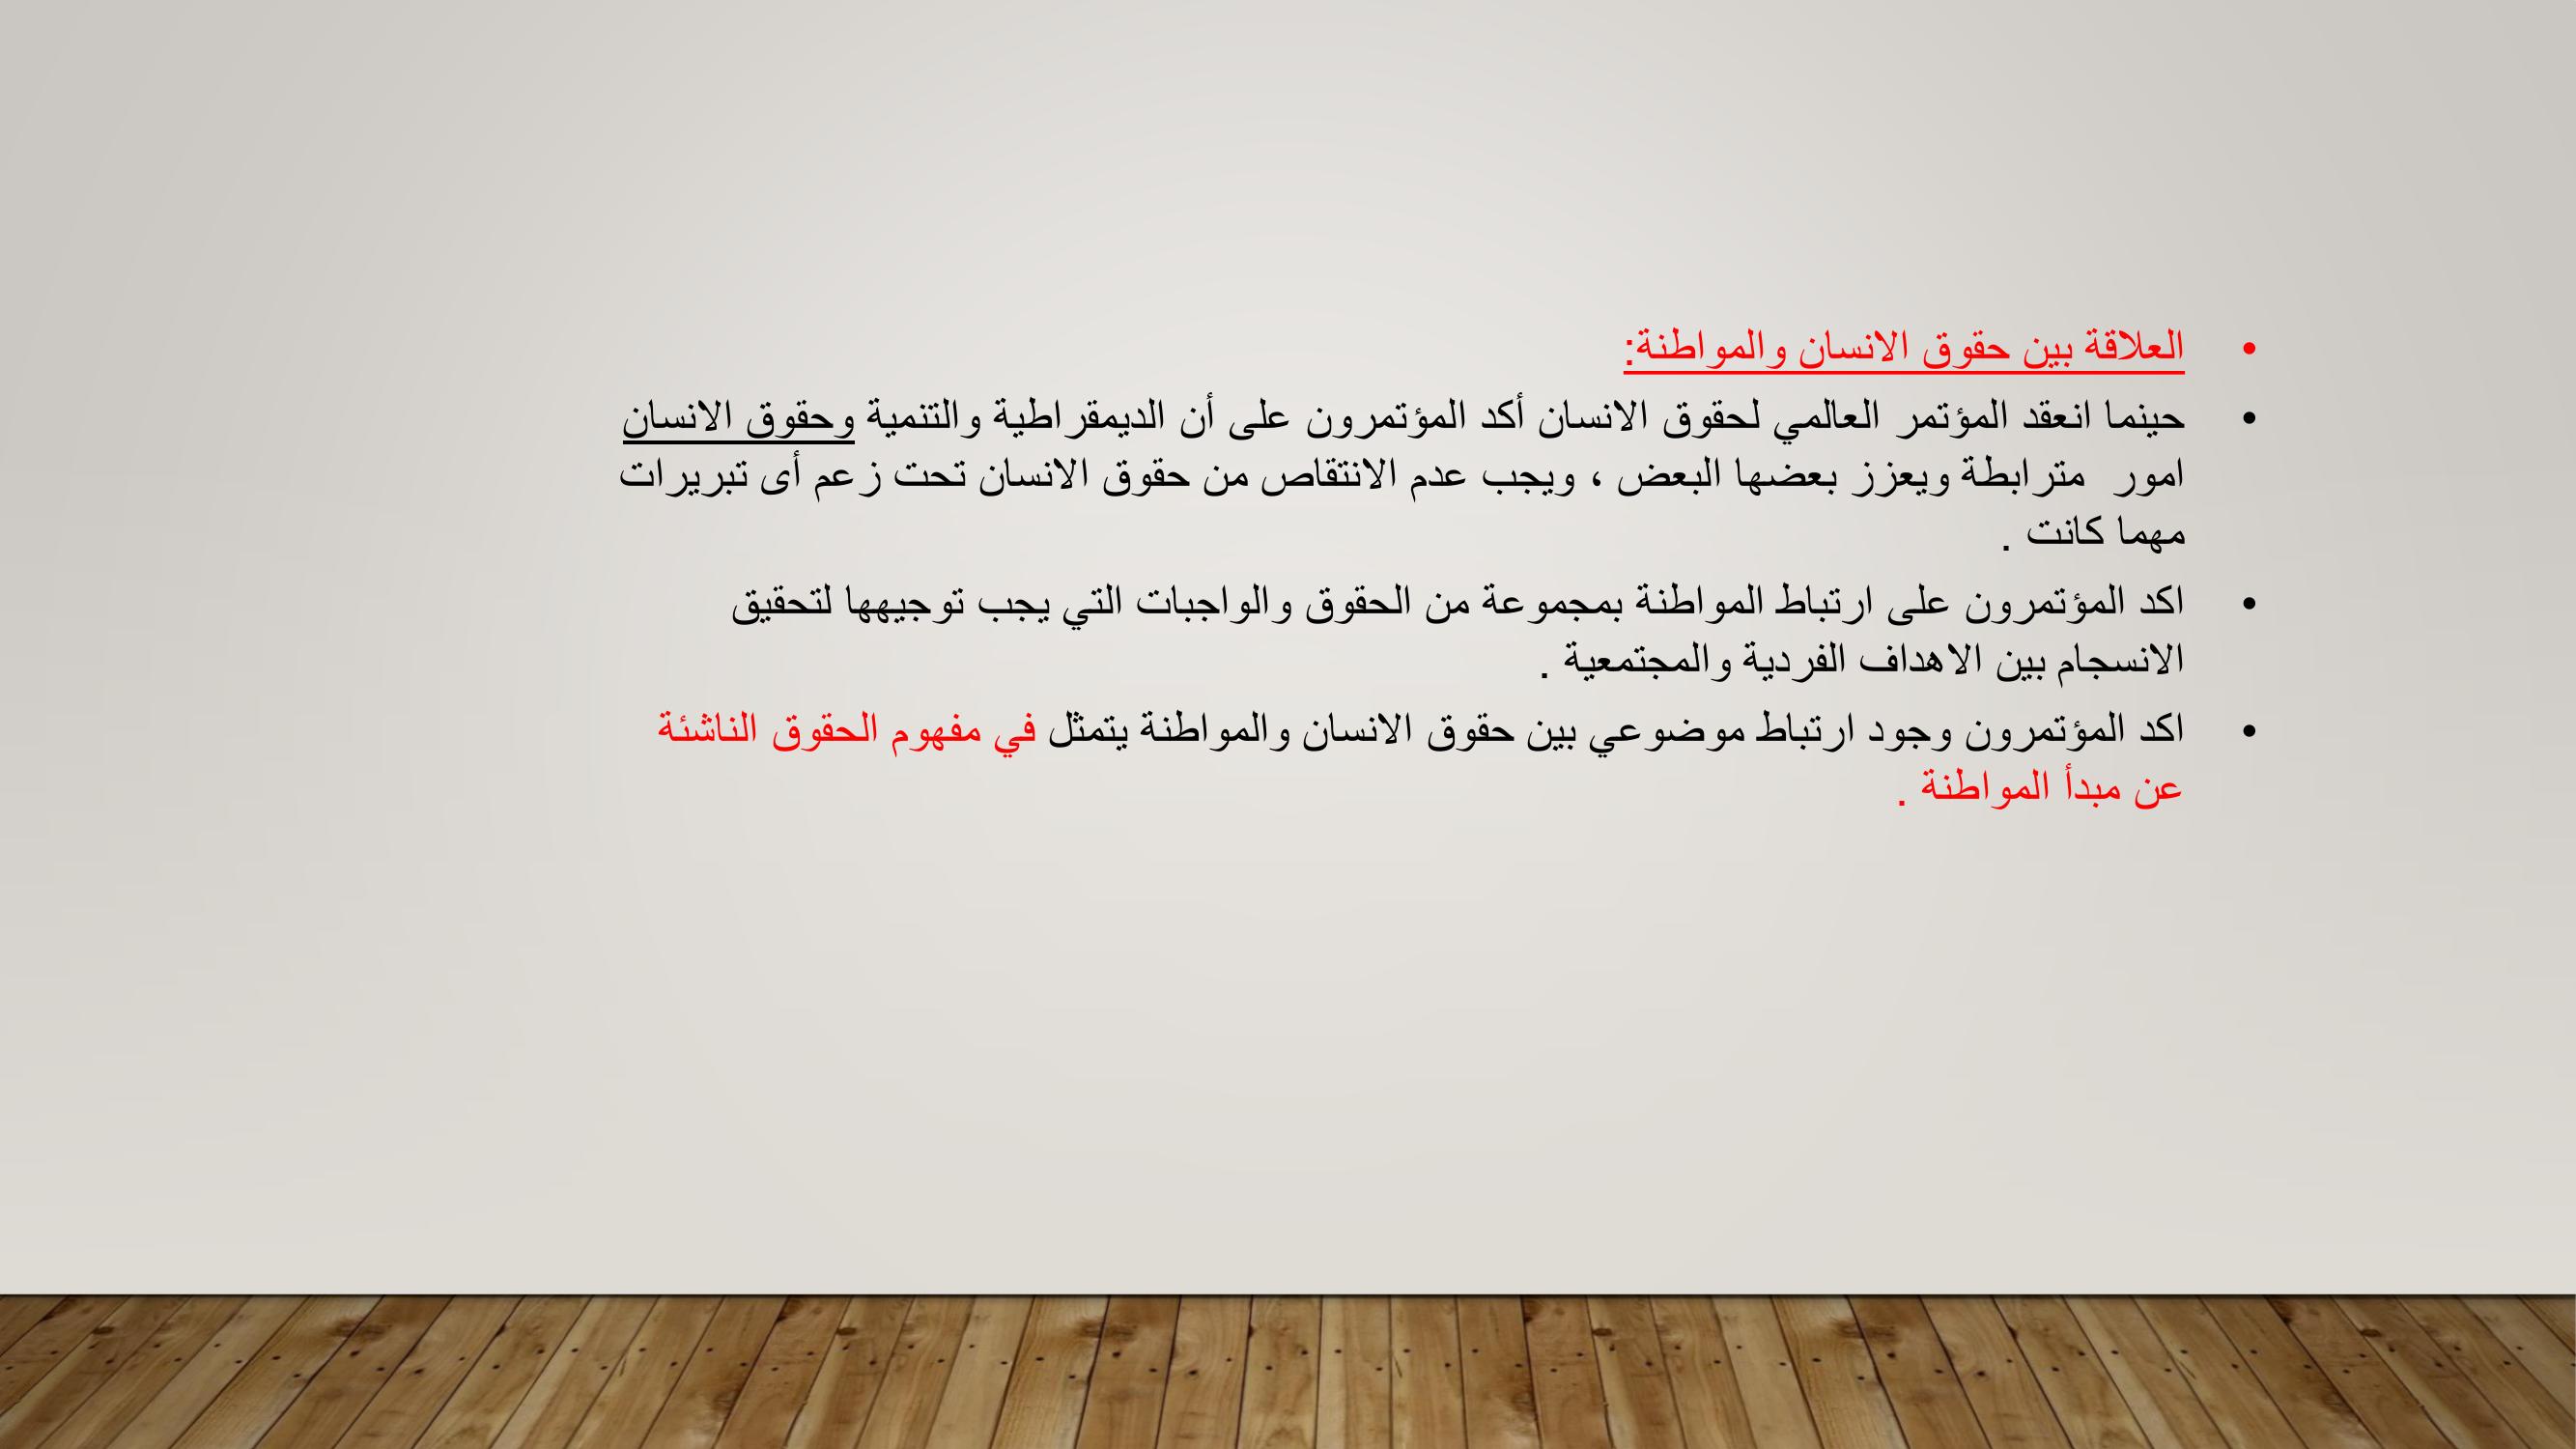 • العلاقة بين حقوق الانسان والمواطنة:
• حينما انعقد المؤتمر العالمي لحقوق الانسان أكد المؤتمرون على أن الديمقراطية والتنمية وحقوق الانسان
امور  مترابطة ويعزز بعضها البعض ، ويجب عدم الانتقاص من حقوق الانسان تحت زعم أى تبريرات
مهما كانت .
• اكد المؤتمرون على ارتباط المواطنة بمجموعة من الحقوق والواجبات التي يجب توجيهها لتحقيق
الانسجام بين الاهداف الفردية والمجتمعية .
• اكد المؤتمرون وجود ارتباط موضوعي بين حقوق الانسان والمواطنة يتمثل في مفهوم الحقوق الناشئة
عن مبدأ المواطنة .